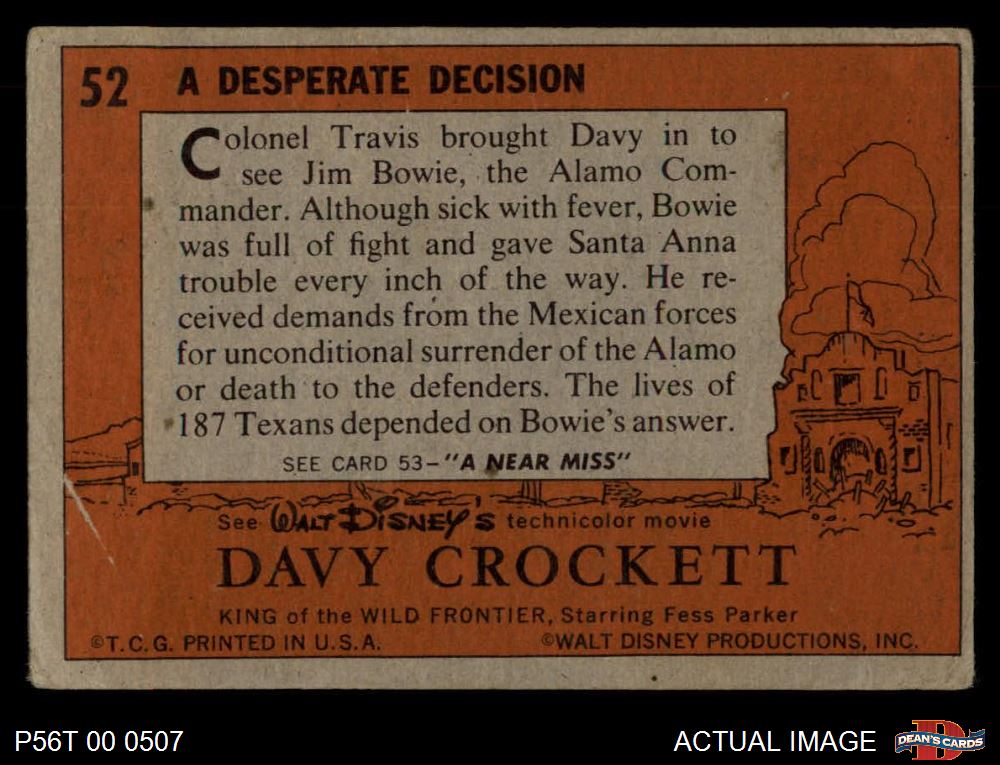 52 A DESPERATE DECISION
Colonel Travis brought Davy in to
see Jim Bowie, the Alamo Com-
mander. Although sick with fever, Bowie
was full of fight and gave Santa Anna
trouble every inch of the way. He re-
ceived demands from the Mexican forces
for unconditional surrender of the Alamo
or death to the defenders. The lives of
187 Texans depended on Bowie's answer.
SEE CARD 53-"A NEAR MISS"
See WALT DISNEY'S technicolor movie
DAVY CROCKETT
KING of the WILD FRONTIER, Starring Fess Parker
©T.C.G. PRINTED IN U.S.A. ©WALT DISNEY PRODUCTIONS, INC.
P56T 00 0507 ACTUAL IMAGE DEAN'S CARDS